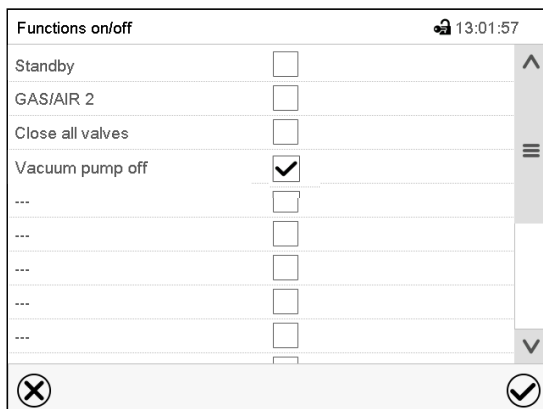 Functions on/off 13:01:57
Standby
GAS/AIR 2
Close all valves
Vacuum pump off
---
---
---
---
---